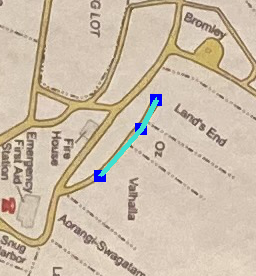 G LOT
Bromley
Land's End
Fire
House
Oz
Emergency
First Aid
Station
Valhalla
Aorangi-Swagatam
Snug
Harbor